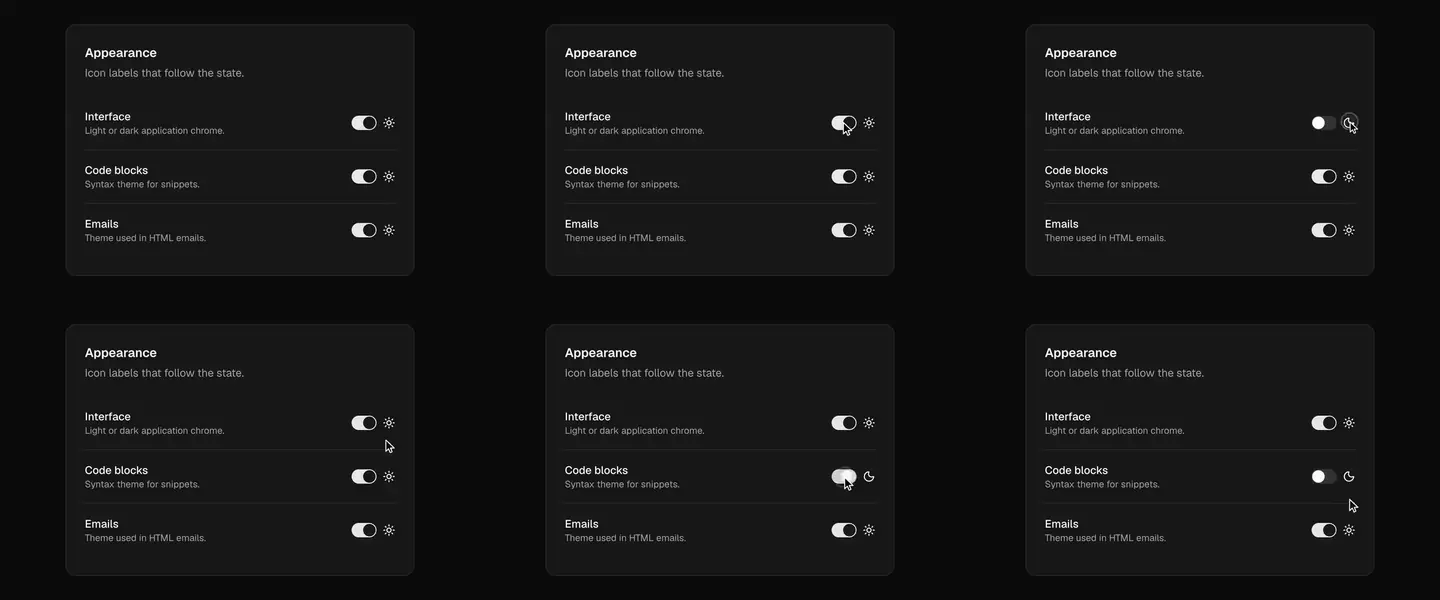 Appearance
Icon labels that follow the state.
Interface
Light or dark application chrome.
Code blocks
Syntax theme for snippets.
Emails
Theme used in HTML emails.
Appearance
Icon labels that follow the state.
Interface
Light or dark application chrome.
Code blocks
Syntax theme for snippets.
Emails
Theme used in HTML emails.
Appearance
Icon labels that follow the state.
Interface
Light or dark application chrome.
Code blocks
Syntax theme for snippets.
Emails
Theme used in HTML emails.
Appearance
Icon labels that follow the state.
Interface
Light or dark application chrome.
Code blocks
Syntax theme for snippets.
Emails
Theme used in HTML emails.
Appearance
Icon labels that follow the state.
Interface
Light or dark application chrome.
Code blocks
Syntax theme for snippets.
Emails
Theme used in HTML emails.
Appearance
Icon labels that follow the state.
Interface
Light or dark application chrome.
Code blocks
Syntax theme for snippets.
Emails
Theme used in HTML emails.